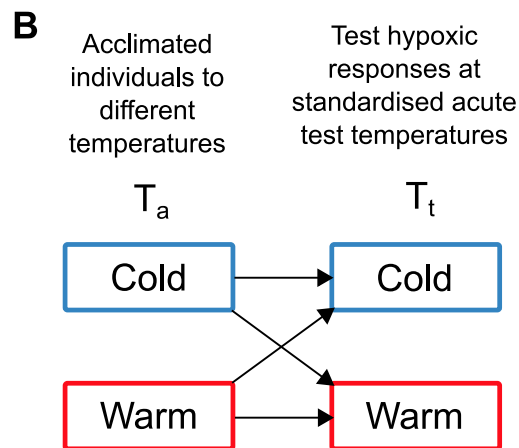 B
Acclimated
individuals to
different
temperatures
Test hypoxic
responses at
standardised acute
test temperatures
Ta
Tt
Cold
Cold
Warm
Warm